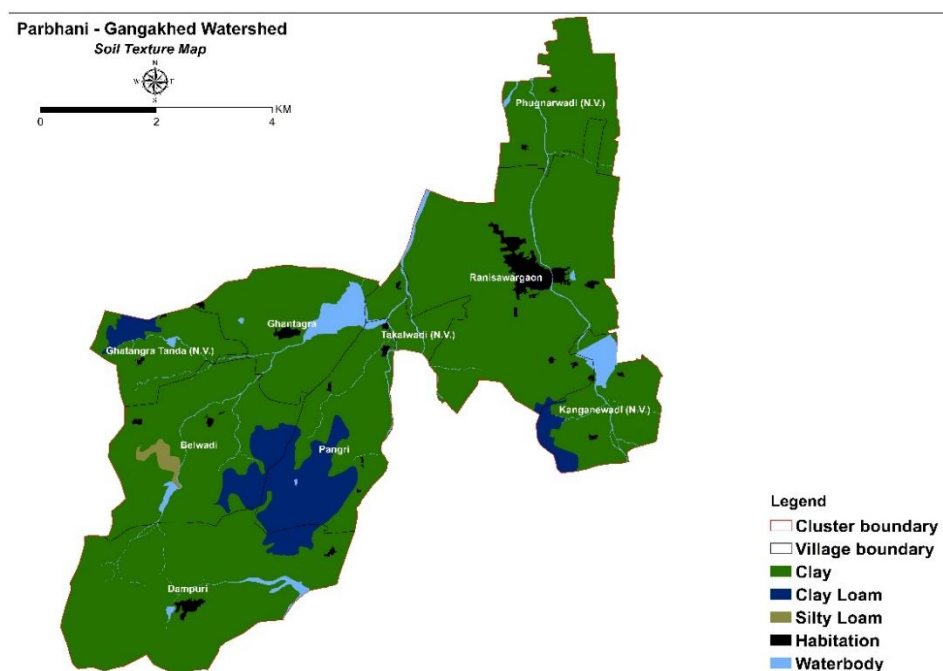 Parbhani - Gangakhed Watershed
Soil Texture Map
N
W
S
KM
0
2
4
Phugnarwadi (N.V.)
Ranisawargaon
Ghantagra
Takalwadi (N.V.)
Ghatangra Tanda (N.V.)
Kanganewadi (N.V.)
Belwadi
Pangri
Dampuri
Legend
Cluster boundary
Village boundary
Clay
Clay Loam
Silty Loam
Habitation
Waterbody